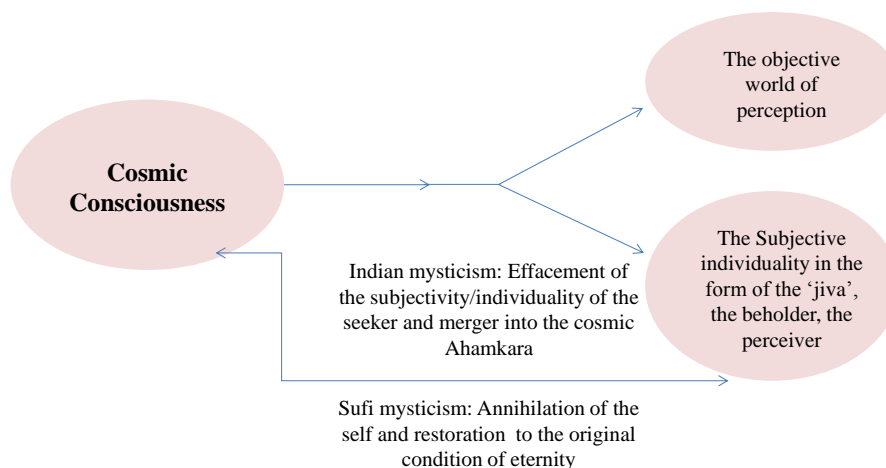 The objective
world of
perception
Cosmic
Consciousness
The Subjective
individuality in the
form of the ‘jiva’,
the beholder, the
perceiver
Indian mysticism: Effacement of
the subjectivity/individuality of the
seeker and merger into the cosmic
Ahamkara
Sufi mysticism: Annihilation of the
self and restoration to the original
condition of eternity